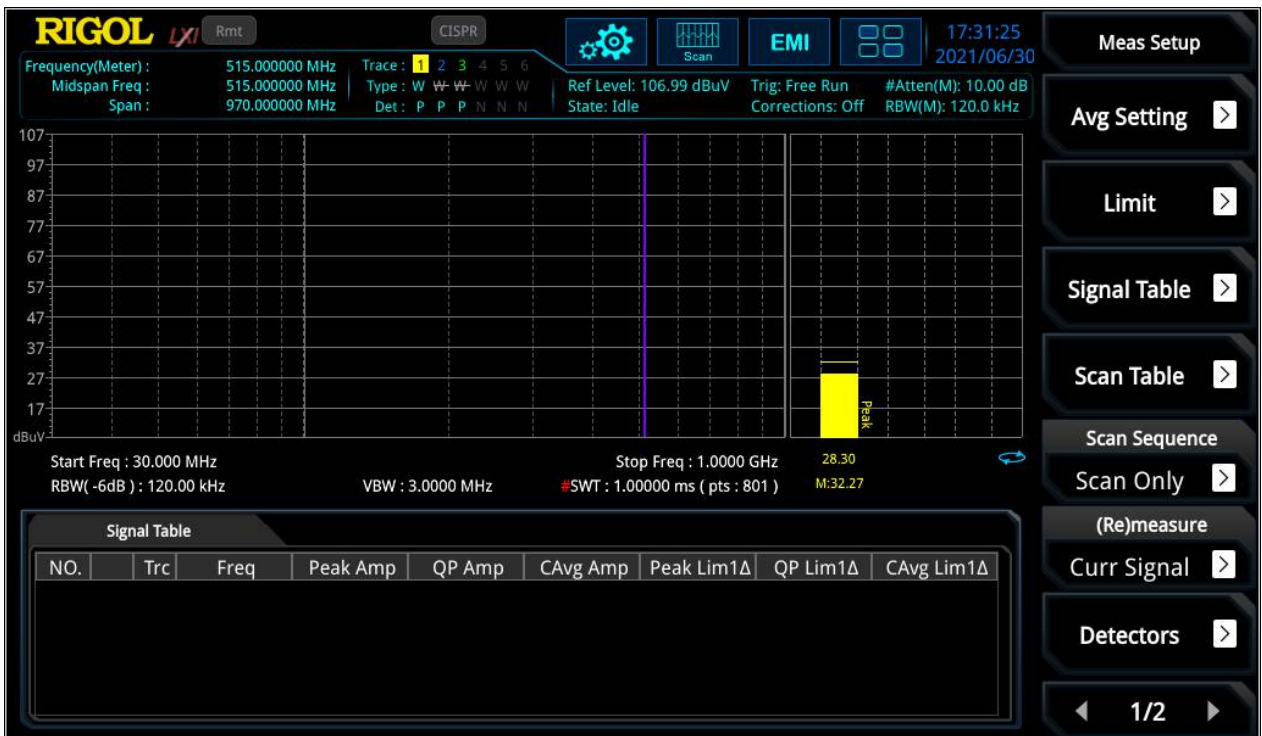 RIGOL LXI Rmt CISPR Scan EMI 17:31:25
2021/06/30
Frequency(Meter) : 515.000000 MHz Trace : 1 2 3 4 5 6 Ref Level: 106.99 dBuV Trig: Free Run #Atten(M): 10.00 dB
Midspan Freq : 515.000000 MHz Type : W W W W W W State: Idle Corrections: Off RBW(M): 120.0 kHz
Span : 970.000000 MHz Det : P P P N N N
107
97
87
77
67
57
47
37
27
17
dBuV
Peak
Start Freq : 30.000 MHz Stop Freq : 1.0000 GHz 28.30
RBW( -6dB ) : 120.00 kHz VBW : 3.0000 MHz #SWT : 1.00000 ms ( pts : 801 ) M:32.27
Signal Table
NO. Trc Freq Peak Amp QP Amp CAvg Amp Peak Lim1Δ QP Lim1Δ CAvg Lim1Δ
Meas Setup
Avg Setting >
Limit >
Signal Table >
Scan Table >
Scan Sequence
Scan Only >
(Re)measure
Curr Signal >
Detectors >
1/2